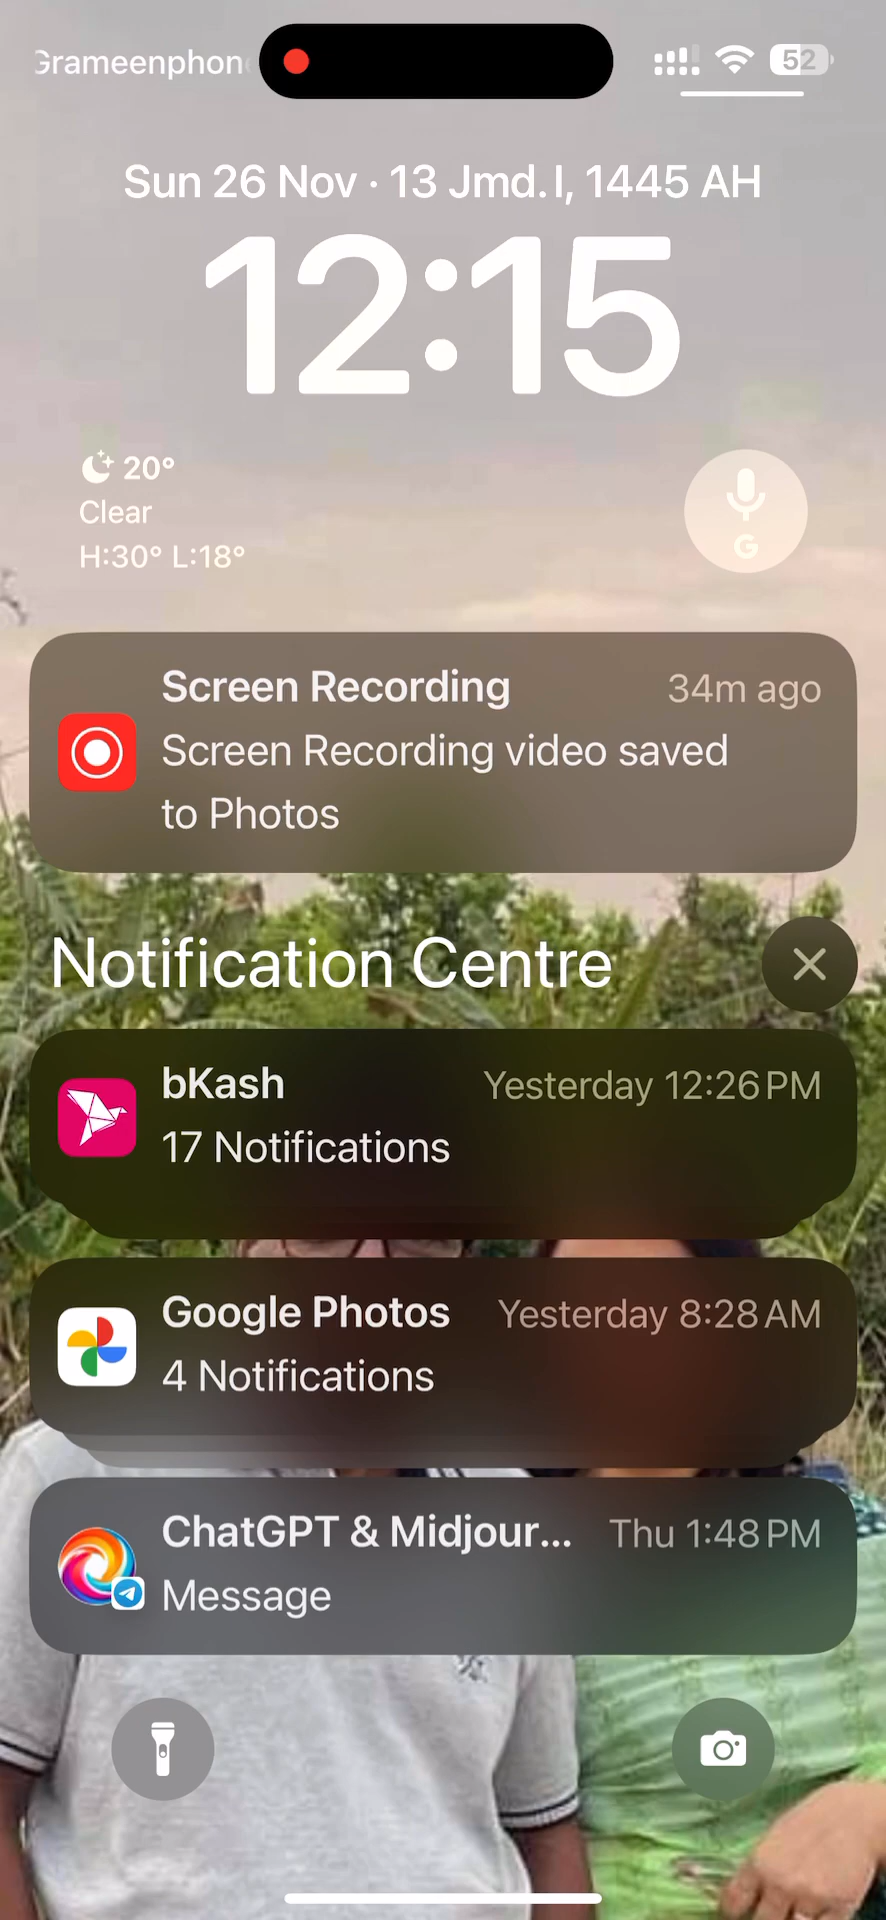 Grameenphone
52
Sun 26 Nov · 13 Jmd. I, 1445 AH
12:15
20°
Clear
H:30° L:18°
G
Screen Recording 34m ago
Screen Recording video saved
to Photos
Notification Centre
bKash Yesterday 12:26 PM
17 Notifications
Google Photos Yesterday 8:28 AM
4 Notifications
ChatGPT & Midjour... Thu 1:48 PM
Message